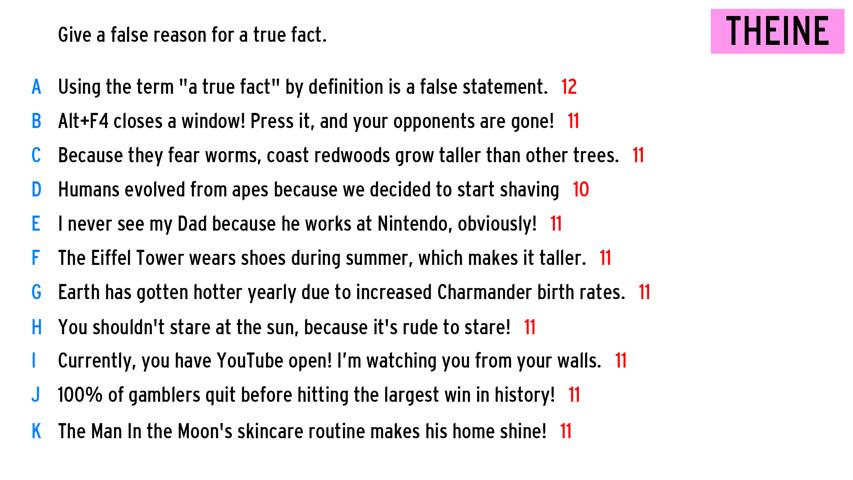 Give a false reason for a true fact.
THEINE
A Using the term "a true fact" by definition is a false statement. 12
B Alt+F4 closes a window! Press it, and your opponents are gone! 11
C Because they fear worms, coast redwoods grow taller than other trees. 11
D Humans evolved from apes because we decided to start shaving 10
E I never see my Dad because he works at Nintendo, obviously! 11
F The Eiffel Tower wears shoes during summer, which makes it taller. 11
G Earth has gotten hotter yearly due to increased Charmander birth rates. 11
H You shouldn't stare at the sun, because it's rude to stare! 11
I Currently, you have YouTube open! I’m watching you from your walls. 11
J 100% of gamblers quit before hitting the largest win in history! 11
K The Man In the Moon's skincare routine makes his home shine! 11